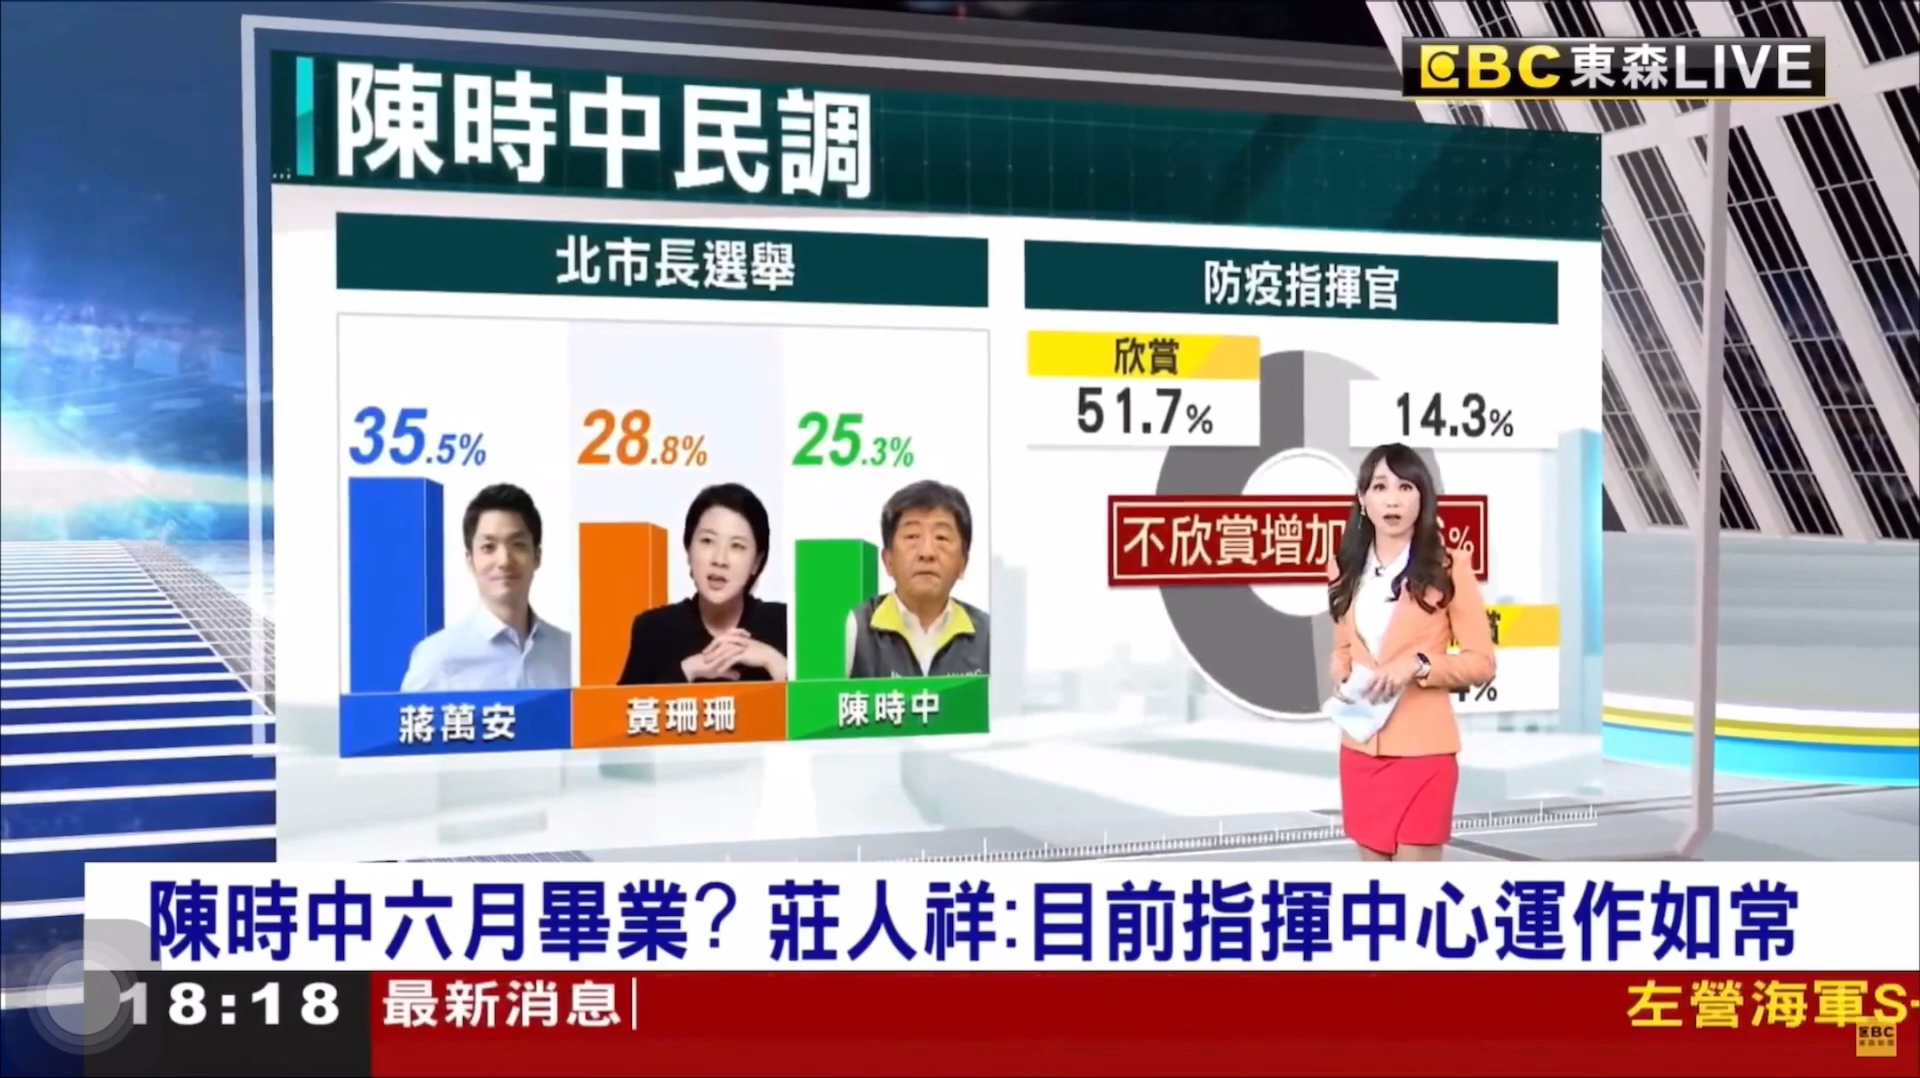 EBC東森LIVE
陳時中民調
北市長選舉
35.5%
28.8%
25.3%
蔣萬安
黃珊珊
陳時中
防疫指揮官
欣賞
51.7%
14.3%
不欣賞增加
%
賞
4%
陳時中六月畢業? 莊人祥:目前指揮中心運作如常
18:18
最新消息
左營海軍S-
EBC